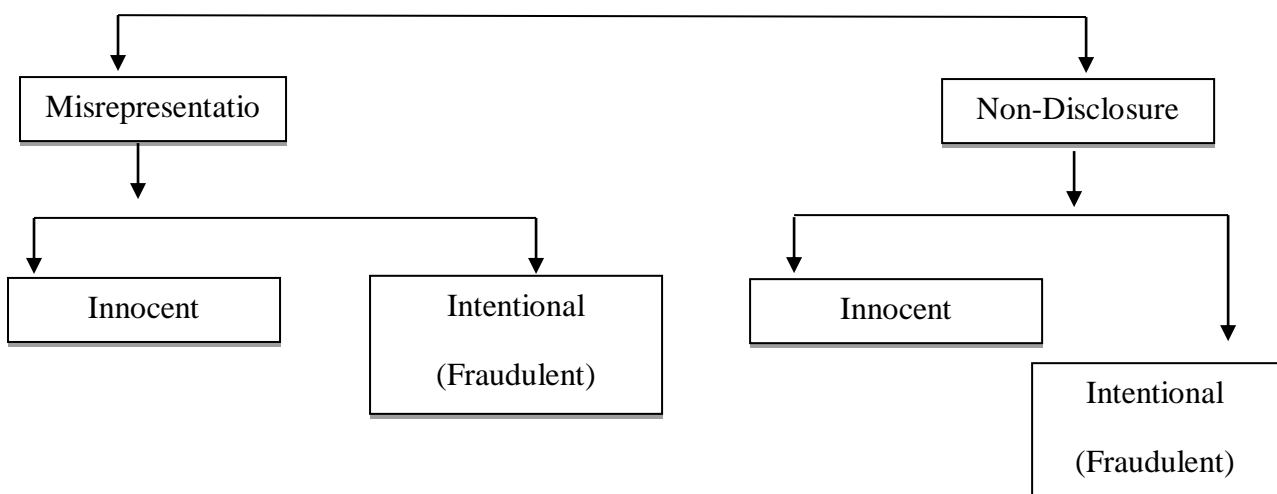 Misrepresentatio
Non-Disclosure
Innocent
Intentional
(Fraudulent)
Innocent
Intentional
(Fraudulent)